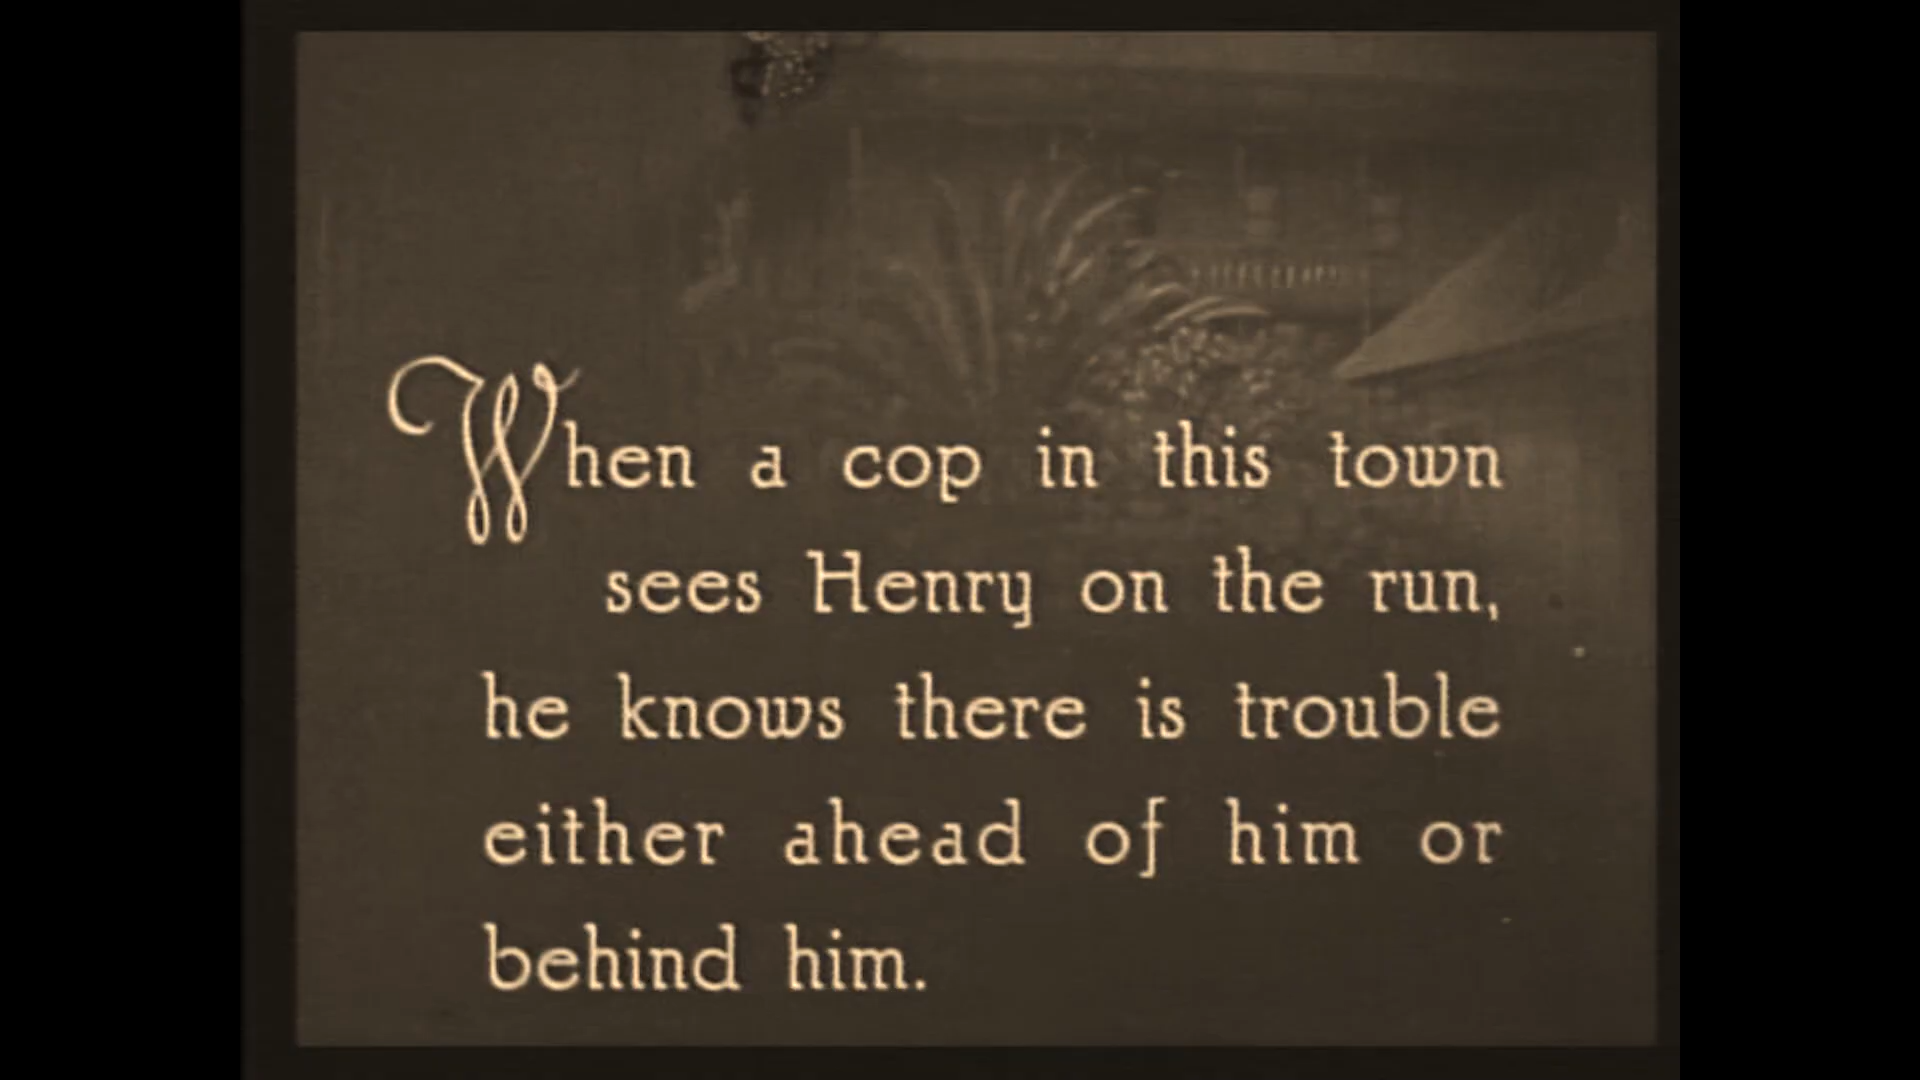 When a cop in this town
sees Henry on the run,
he knows there is trouble
either ahead of him or
behind him.